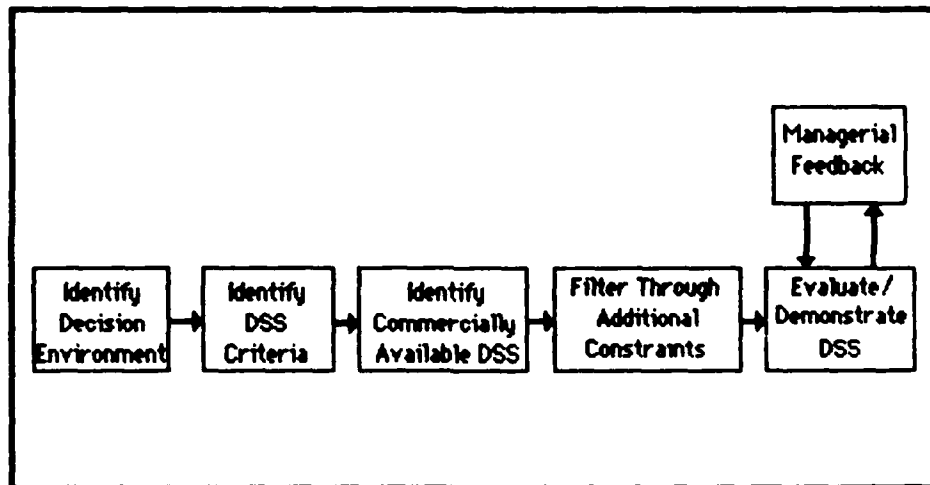 Managerial
Feedback
Identify
Decision
Environment
Identify
DSS
Criteria
Identify
Commercially
Available DSS
Filter Through
Additional
Constraints
Evaluate/
Demonstrate
DSS